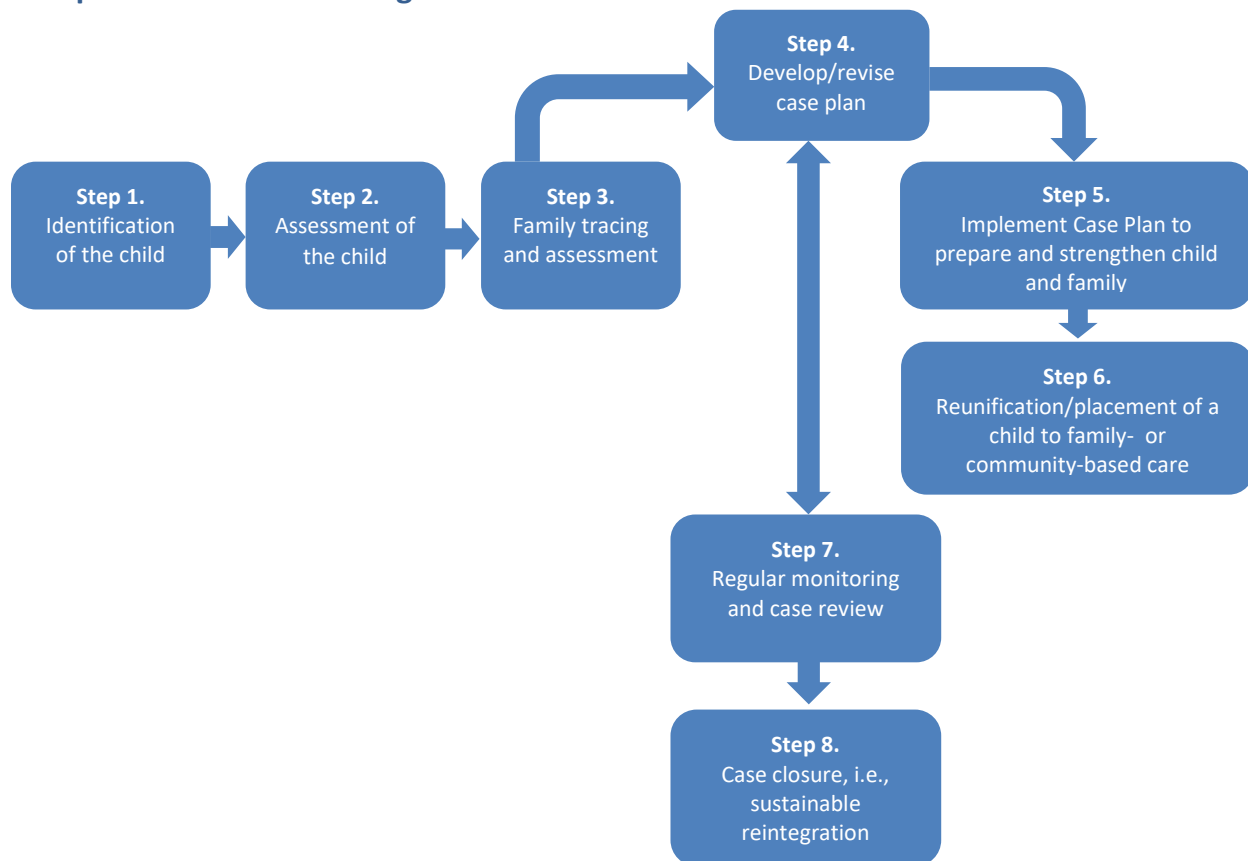 Step 1.
Identification
of the child
Step 2.
Assessment of
the child
Step 3.
Family tracing
and assessment
Step 4.
Develop/revise
case plan
Step 5.
Implement Case Plan to
prepare and strengthen child
and family
Step 6.
Reunification/placement of a
child to family- or
community-based care
Step 7.
Regular monitoring
and case review
Step 8.
Case closure, i.e.,
sustainable
reintegration